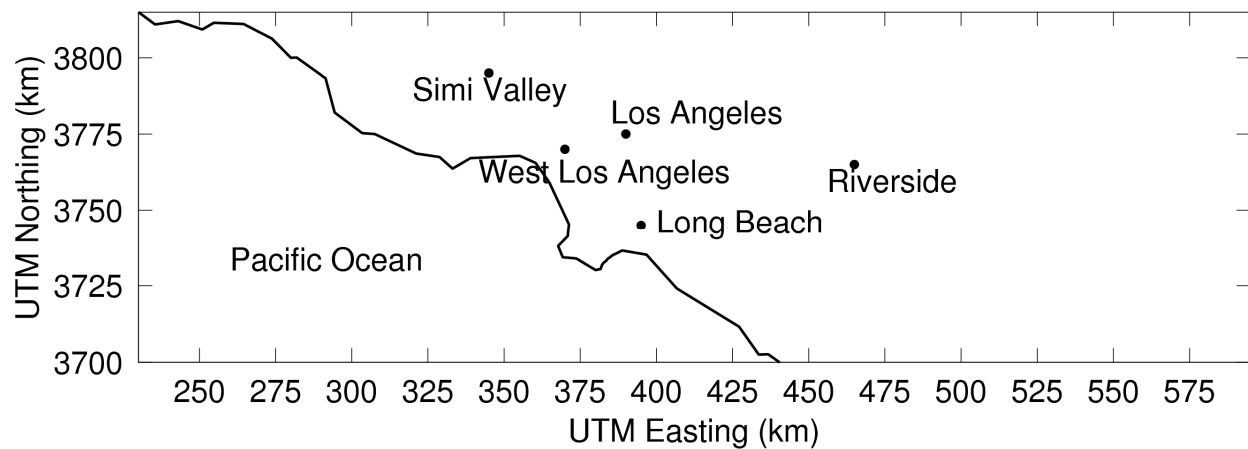 UTM Northing (km)
3800
3775
3750
3725
3700
Simi Valley
Los Angeles
West Los Angeles
Riverside
Long Beach
Pacific Ocean
250 275 300 325 350 375 400 425 450 475 500 525 550 575
UTM Easting (km)